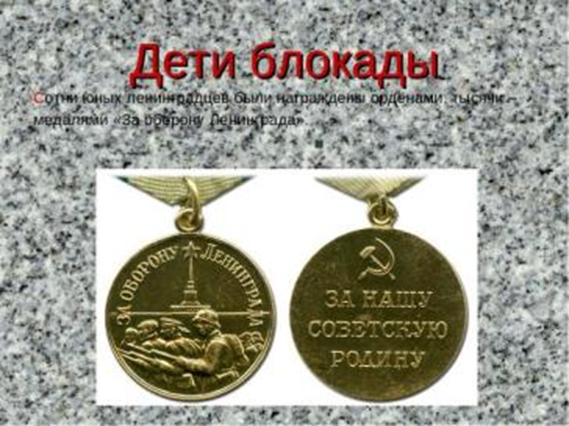 Дети блокады
Сотни юных ленинградцев были награждены орденами, тысячи –
медалями «За оборону Ленинграда».
ЗА ОБОРОНУ ЛЕНИНГРАДА
ЗА НАШУ
СОВЕТСКУЮ
РОДИНУ